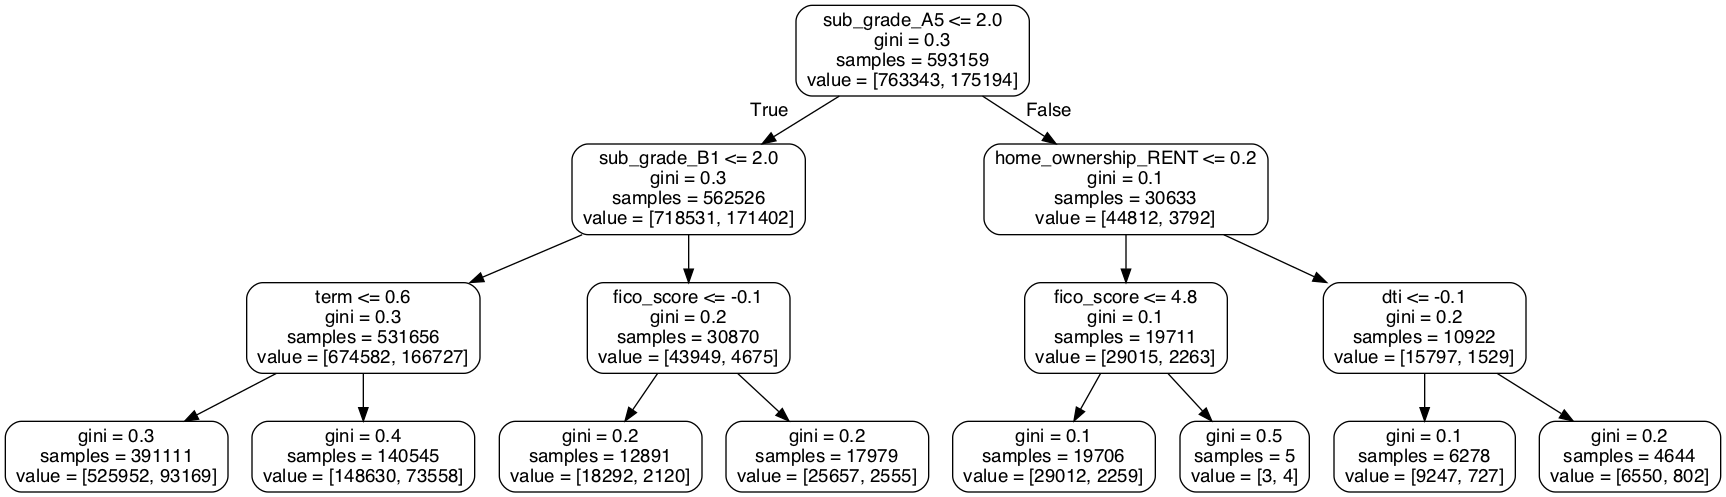 sub_grade_A5 <= 2.0
gini = 0.3
samples = 593159
value = [763343, 175194]
True
False
sub_grade_B1 <= 2.0
gini = 0.3
samples = 562526
value = [718531, 171402]
home_ownership_RENT <= 0.2
gini = 0.1
samples = 30633
value = [44812, 3792]
term <= 0.6
gini = 0.3
samples = 531656
value = [674582, 166727]
fico_score <= -0.1
gini = 0.2
samples = 30870
value = [43949, 4675]
fico_score <= 4.8
gini = 0.1
samples = 19711
value = [29015, 2263]
dti <= -0.1
gini = 0.2
samples = 10922
value = [15797, 1529]
gini = 0.3
samples = 391111
value = [525952, 93169]
gini = 0.4
samples = 140545
value = [148630, 73558]
gini = 0.2
samples = 12891
value = [18292, 2120]
gini = 0.2
samples = 17979
value = [25657, 2555]
gini = 0.1
samples = 19706
value = [29012, 2259]
gini = 0.5
samples = 5
value = [3, 4]
gini = 0.1
samples = 6278
value = [9247, 727]
gini = 0.2
samples = 4644
value = [6550, 802]